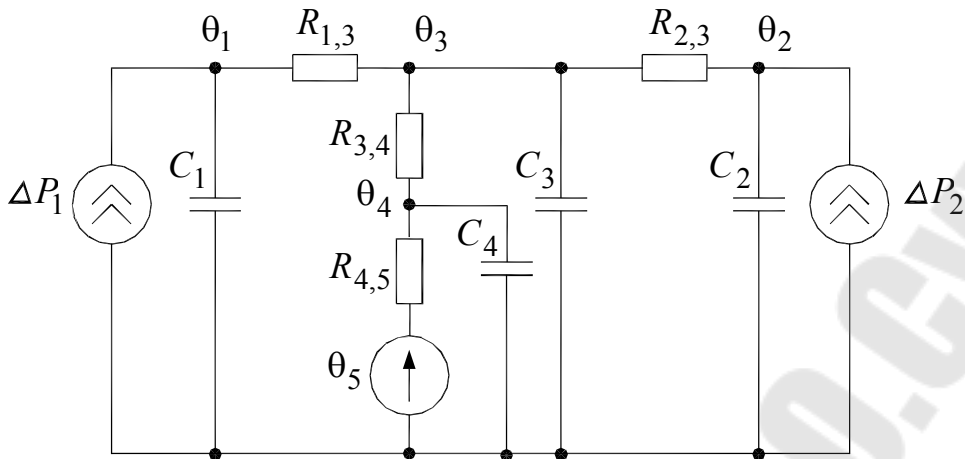 θ₁ R₁,₃ θ₃ R₂,₃ θ₂
R₃,₄
ΔP₁ C₁ θ₄ C₃ C₂ ΔP₂
C₄
R₄,₅
θ₅